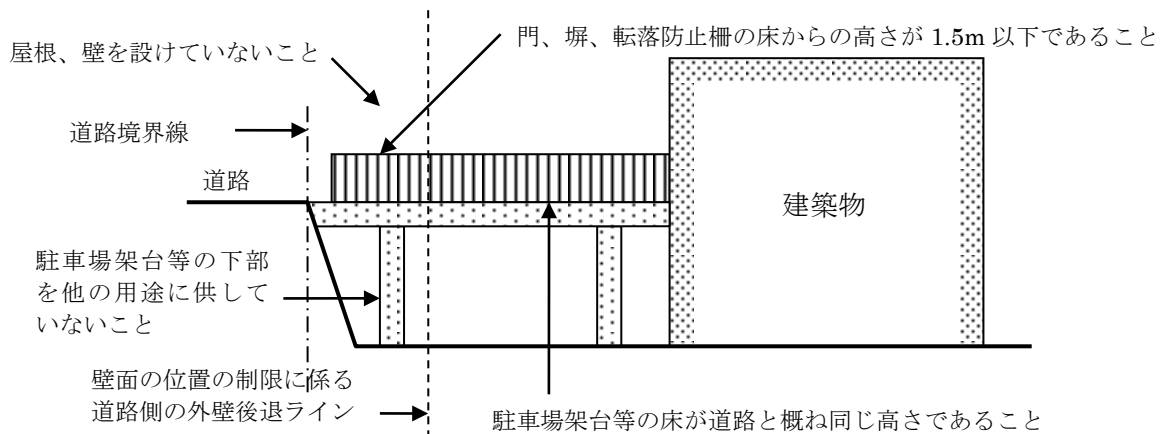 屋根、壁を設けていないこと
門、塀、転落防止柵の床からの高さが 1.5m 以下であること
道路境界線
道路
建築物
駐車場架台等の下部
を他の用途に供して
いないこと
壁面の位置の制限に係る
道路側の外壁後退ライン
駐車場架台等の床が道路と概ね同じ高さであること